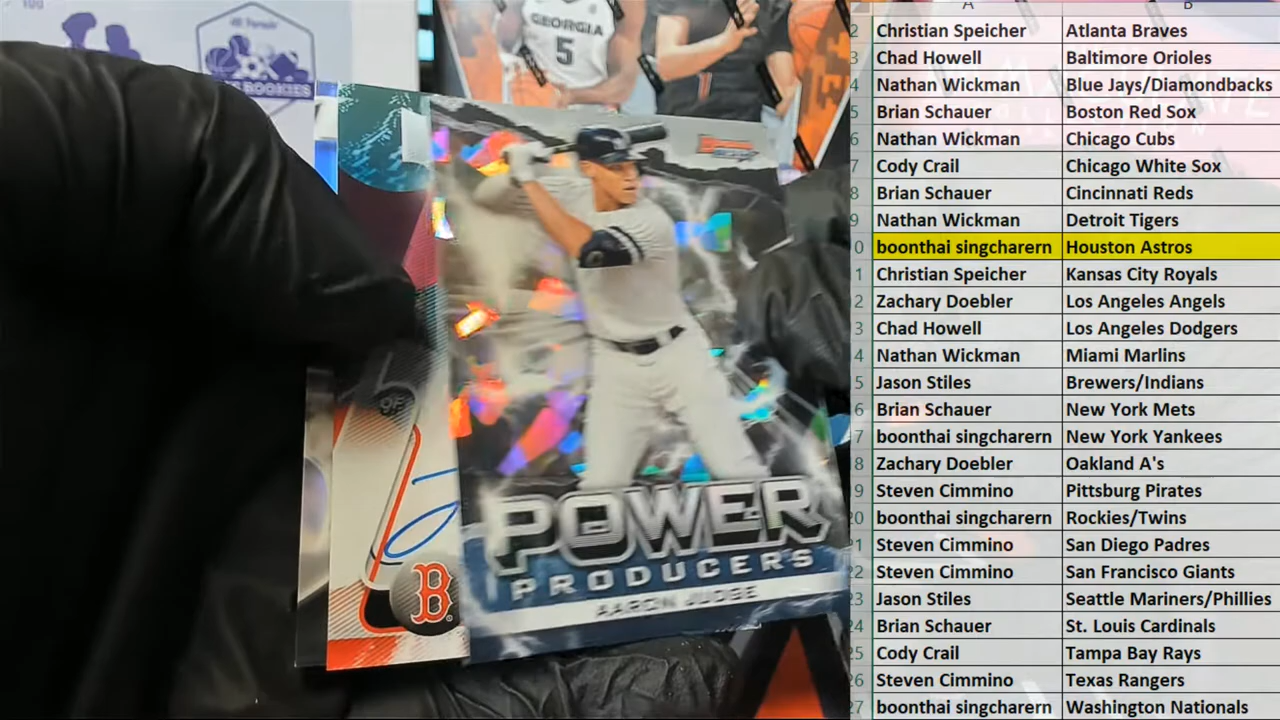 100
4B Pardo
BOOKIES
GEORGIA
5
POWER
PRODUCERS
AARON JUDGE
B
A B
2 Christian Speicher Atlanta Braves
3 Chad Howell Baltimore Orioles
4 Nathan Wickman Blue Jays/Diamondbacks
5 Brian Schauer Boston Red Sox
6 Nathan Wickman Chicago Cubs
7 Cody Crail Chicago White Sox
8 Brian Schauer Cincinnati Reds
9 Nathan Wickman Detroit Tigers
0 boonthai singcharern Houston Astros
1 Christian Speicher Kansas City Royals
2 Zachary Doebler Los Angeles Angels
3 Chad Howell Los Angeles Dodgers
4 Nathan Wickman Miami Marlins
5 Jason Stiles Brewers/Indians
6 Brian Schauer New York Mets
7 boonthai singcharern New York Yankees
8 Zachary Doebler Oakland A's
9 Steven Cimmino Pittsburg Pirates
20 boonthai singcharern Rockies/Twins
21 Steven Cimmino San Diego Padres
22 Steven Cimmino San Francisco Giants
23 Jason Stiles Seattle Mariners/Phillies
24 Brian Schauer St. Louis Cardinals
25 Cody Crail Tampa Bay Rays
26 Steven Cimmino Texas Rangers
27 boonthai singcharern Washington Nationals